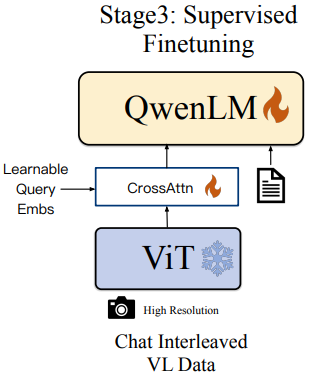 Stage3: Supervised
Finetuning
QwenLM
Learnable
Query
Embs
CrossAttn
ViT
High Resolution
Chat Interleaved
VL Data